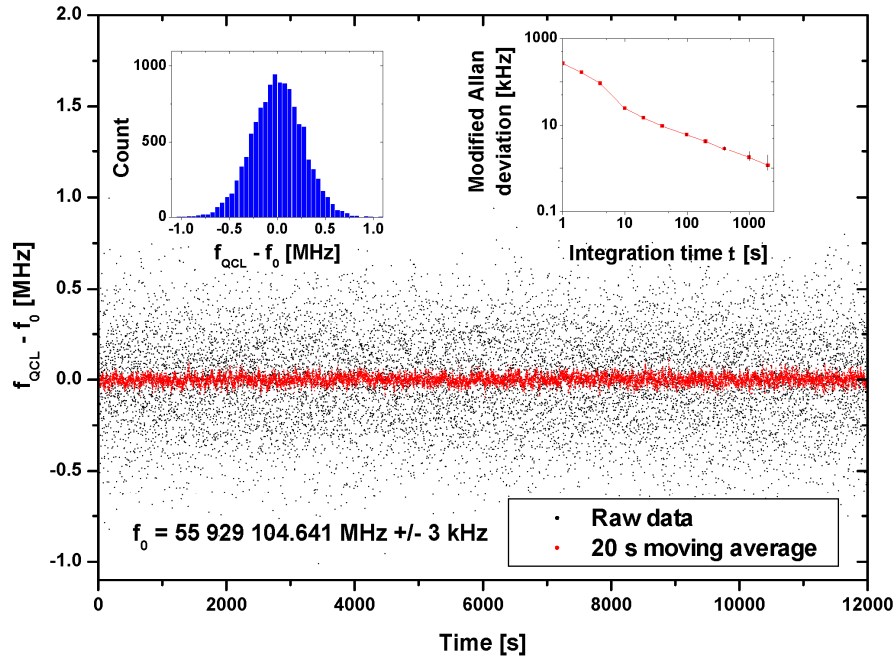 2.0
1.5
1.0
0.5
0.0
-0.5
-1.0
f_QCL - f_0 [MHz]
0
2000
4000
6000
8000
10000
12000
Time [s]
1000
500
0
Count
-1.0
-0.5
0.0
0.5
1.0
f_QCL - f_0 [MHz]
1000
10
0.1
Modified Allan
deviation [kHz]
1
10
100
1000
Integration time t [s]
f_0 = 55 929 104.641 MHz +/- 3 kHz
Raw data
20 s moving average